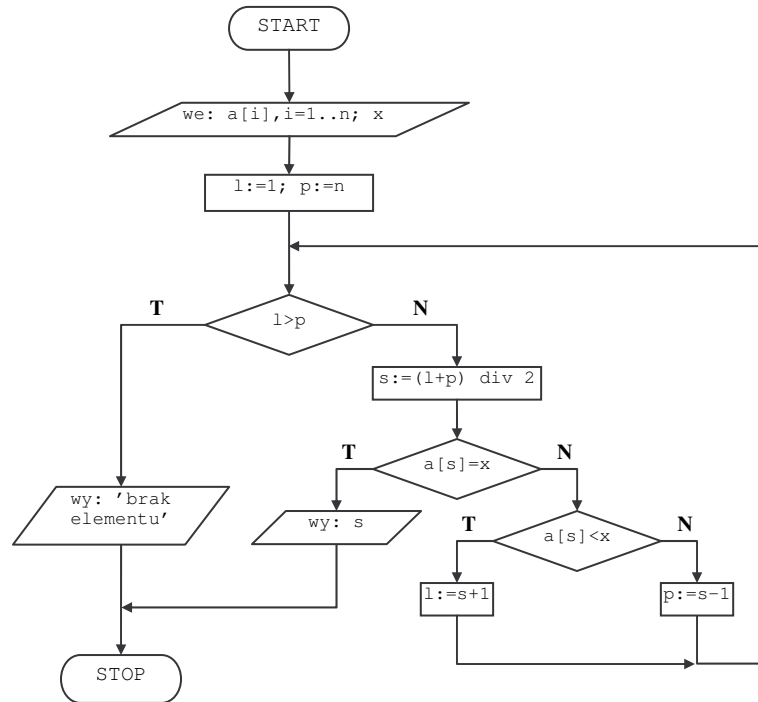 START
we: a[i],i=1..n; x
l:=1; p:=n
T
N
l>p
s:=(l+p) div 2
T
N
a[s]=x
wy: ’brak
elementu’
wy: s
T
N
a[s]<x
l:=s+1
p:=s-1
STOP